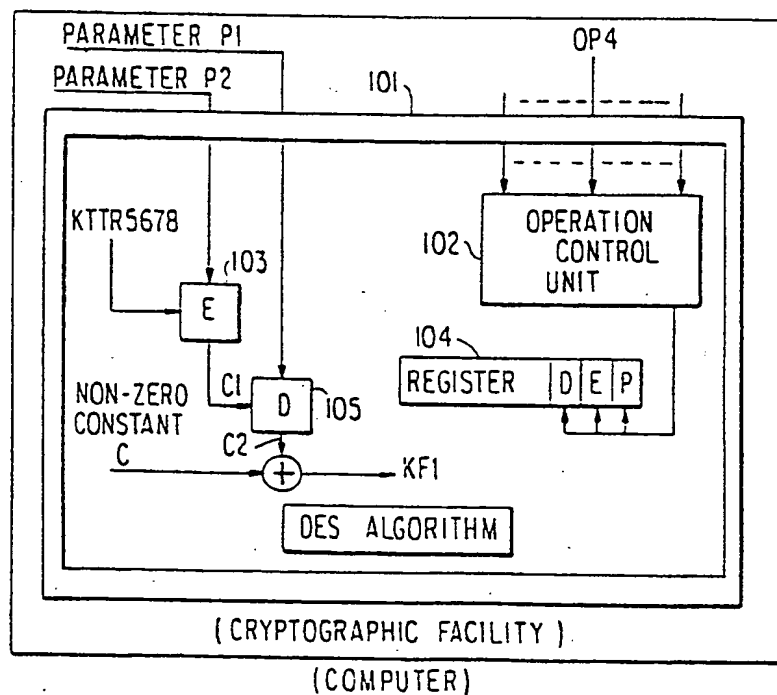 PARAMETER P1
PARAMETER P2
OP4
101
KTTR5678
103
E
102
OPERATION
CONTROL
UNIT
104
REGISTER D E P
C1
D
105
NON-ZERO
CONSTANT
C
C2
+
KF1
DES ALGORITHM
(CRYPTOGRAPHIC FACILITY)
(COMPUTER)